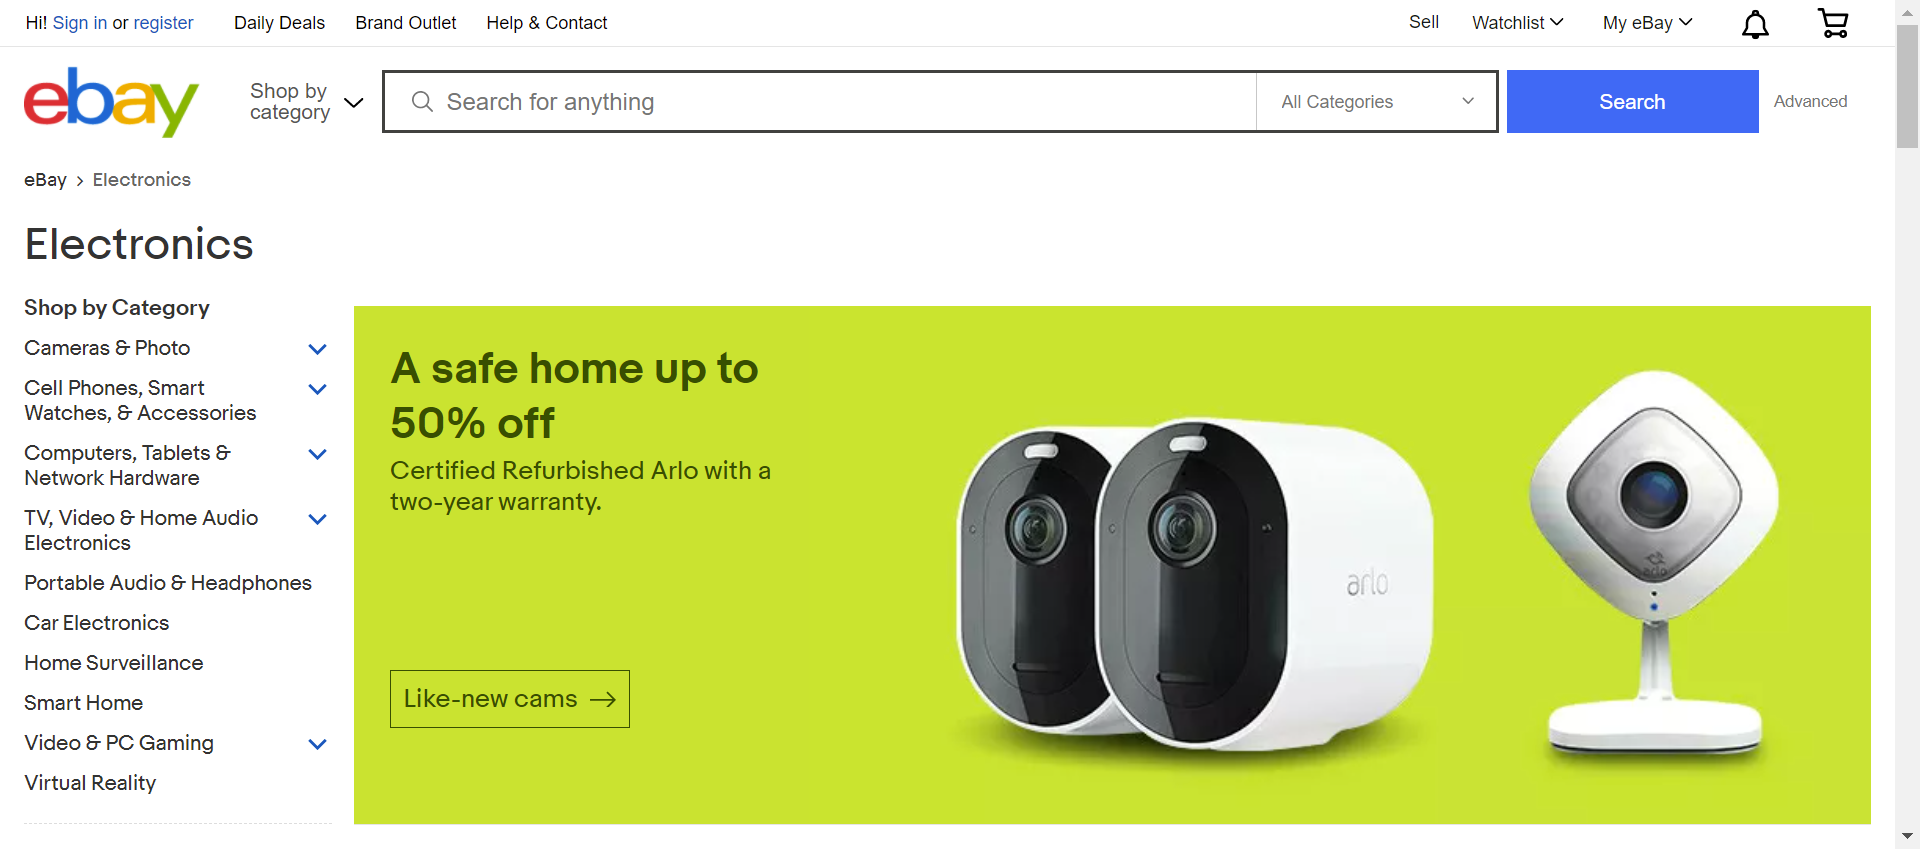 Hi! Sign in or register
Daily Deals
Brand Outlet
Help & Contact
Sell
Watchlist
My eBay
ebay
Shop by
category
Search for anything
All Categories
Search
Advanced
eBay
Electronics
Electronics
Shop by Category
Cameras & Photo
Cell Phones, Smart
Watches, & Accessories
Computers, Tablets &
Network Hardware
TV, Video & Home Audio
Electronics
Portable Audio & Headphones
Car Electronics
Home Surveillance
Smart Home
Video & PC Gaming
Virtual Reality
A safe home up to
50% off
Certified Refurbished Arlo with a
two-year warranty.
Like-new cams
arlo
arlo